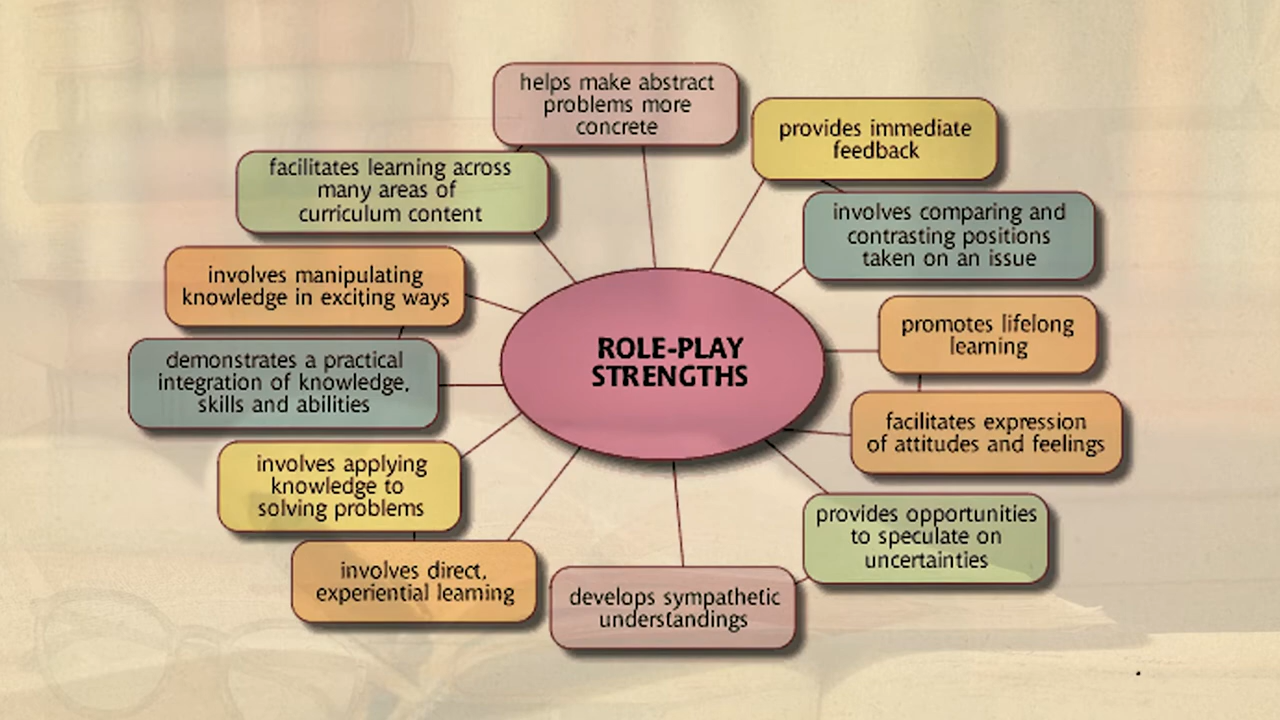 helps make abstract
problems more
concrete
provides immediate
feedback
facilitates learning across
many areas of
curriculum content
involves comparing and
contrasting positions
taken on an issue
involves manipulating
knowledge in exciting ways
promotes lifelong
learning
ROLE-PLAY
STRENGTHS
demonstrates a practical
integration of knowledge,
skills and abilities
facilitates expression
of attitudes and feelings
involves applying
knowledge to
solving problems
provides opportunities
to speculate on
uncertainties
involves direct,
experiential learning
develops sympathetic
understandings